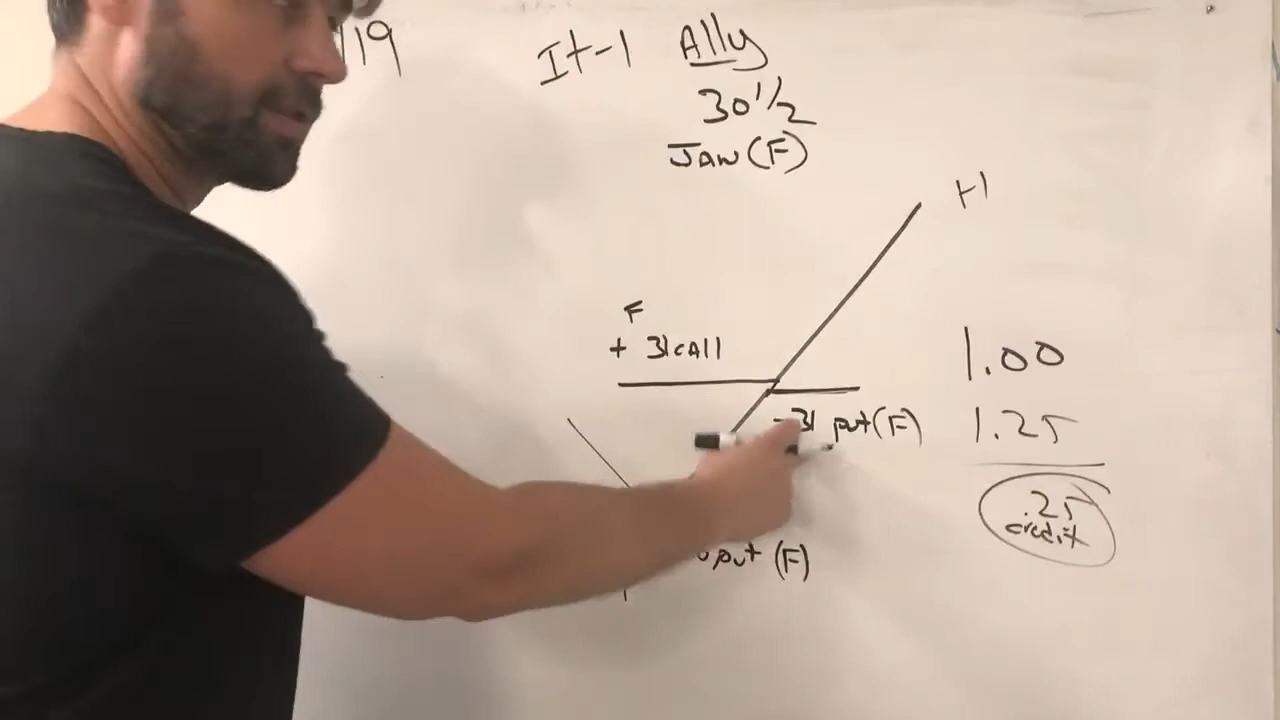 /19
It-1 Ally
30 1/2
JAN (F)
+1
F
+ 31 call
1.00
-31 put (F)
1.25
.25
credit
put (F)